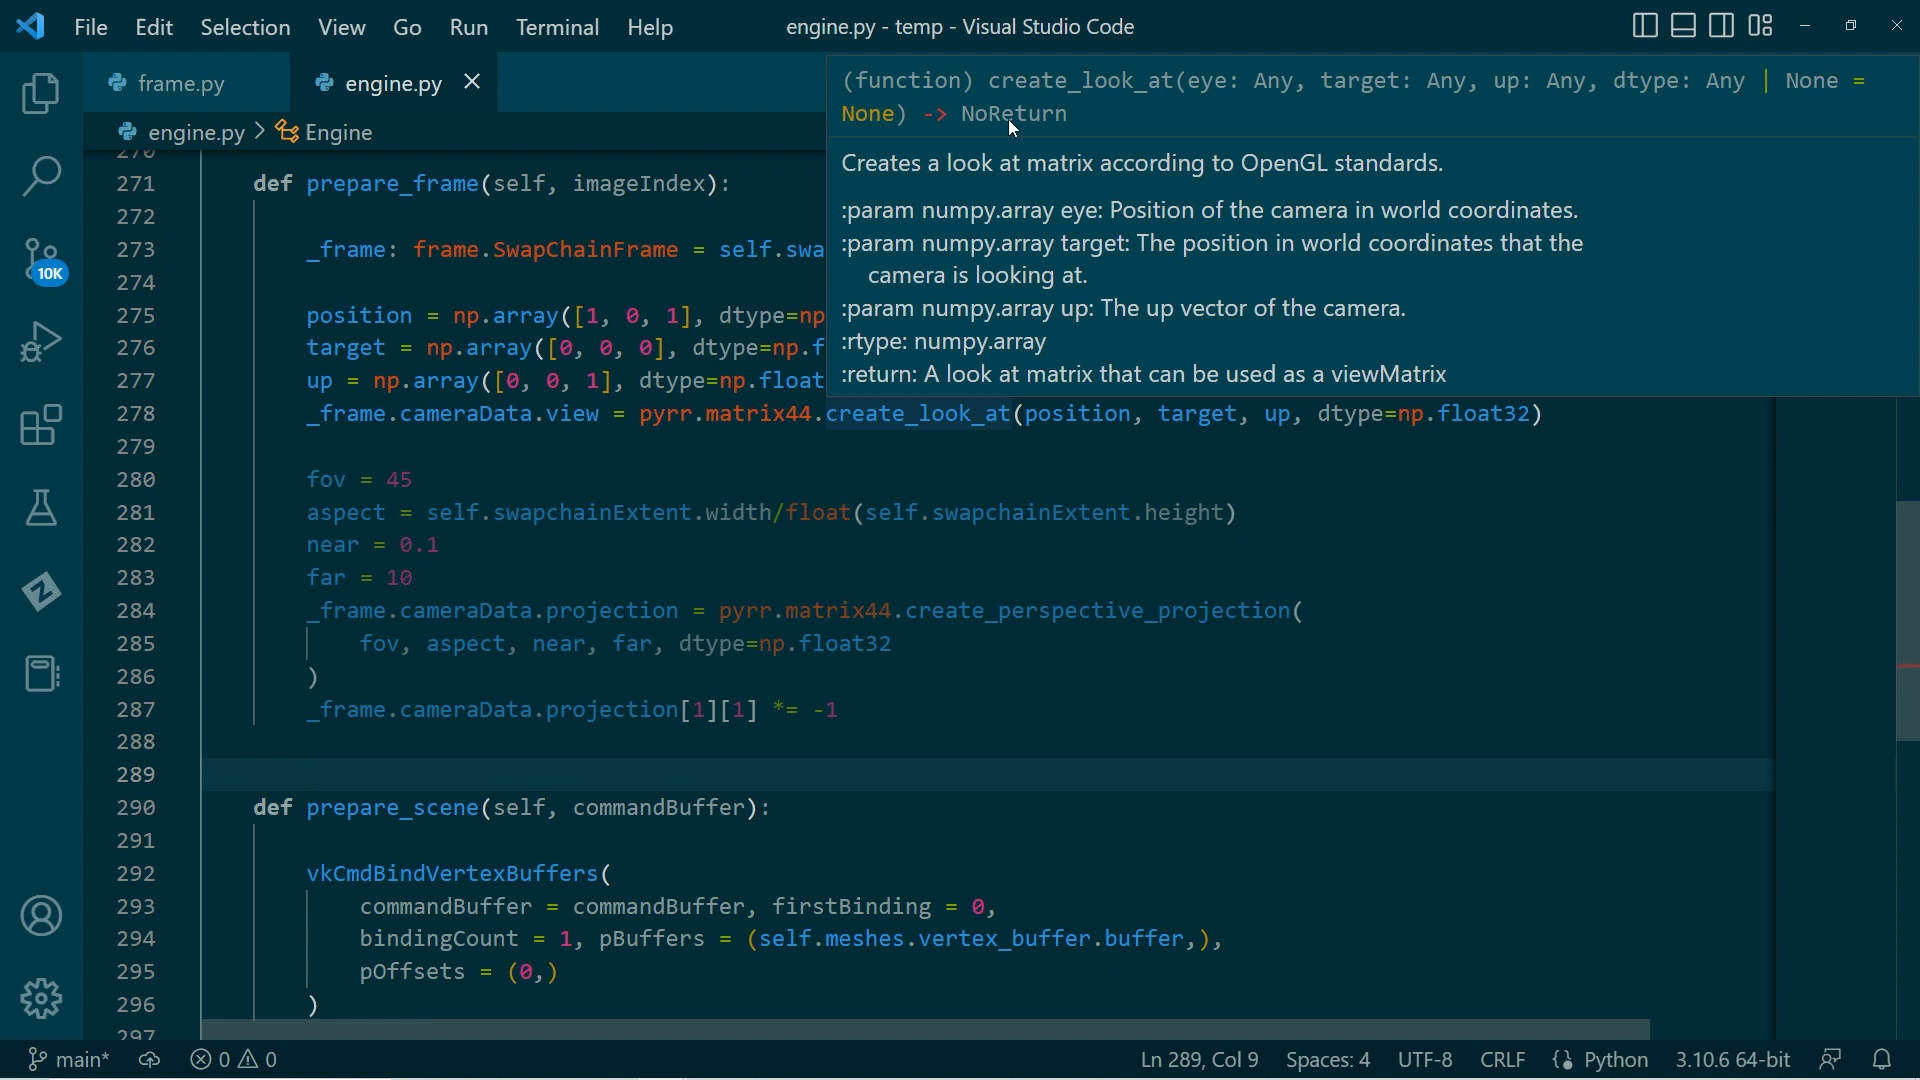 File Edit Selection View Go Run Terminal Help engine.py - temp - Visual Studio Code
frame.py engine.py
engine.py > Engine
(function) create_look_at(eye: Any, target: Any, up: Any, dtype: Any | None =
None) -> NoReturn
Creates a look at matrix according to OpenGL standards.
:param numpy.array eye: Position of the camera in world coordinates.
:param numpy.array target: The position in world coordinates that the
camera is looking at.
:param numpy.array up: The up vector of the camera.
:rtype: numpy.array
:return: A look at matrix that can be used as a viewMatrix
10K
270
271 def prepare_frame(self, imageIndex):
272
273 _frame: frame.SwapChainFrame = self.swa
274
275 position = np.array([1, 0, 1], dtype=np
276 target = np.array([0, 0, 0], dtype=np.f
277 up = np.array([0, 0, 1], dtype=np.float
278 _frame.cameraData.view = pyrr.matrix44.create_look_at(position, target, up, dtype=np.float32)
279
280 fov = 45
281 aspect = self.swapchainExtent.width/float(self.swapchainExtent.height)
282 near = 0.1
283 far = 10
284 _frame.cameraData.projection = pyrr.matrix44.create_perspective_projection(
285 fov, aspect, near, far, dtype=np.float32
286 )
287 _frame.cameraData.projection[1][1] *= -1
288
289
290 def prepare_scene(self, commandBuffer):
291
292 vkCmdBindVertexBuffers(
293 commandBuffer = commandBuffer, firstBinding = 0,
294 bindingCount = 1, pBuffers = (self.meshes.vertex_buffer.buffer,),
295 pOffsets = (0,)
296 )
297
main* 0 0 Ln 289, Col 9 Spaces: 4 UTF-8 CRLF Python 3.10.6 64-bit